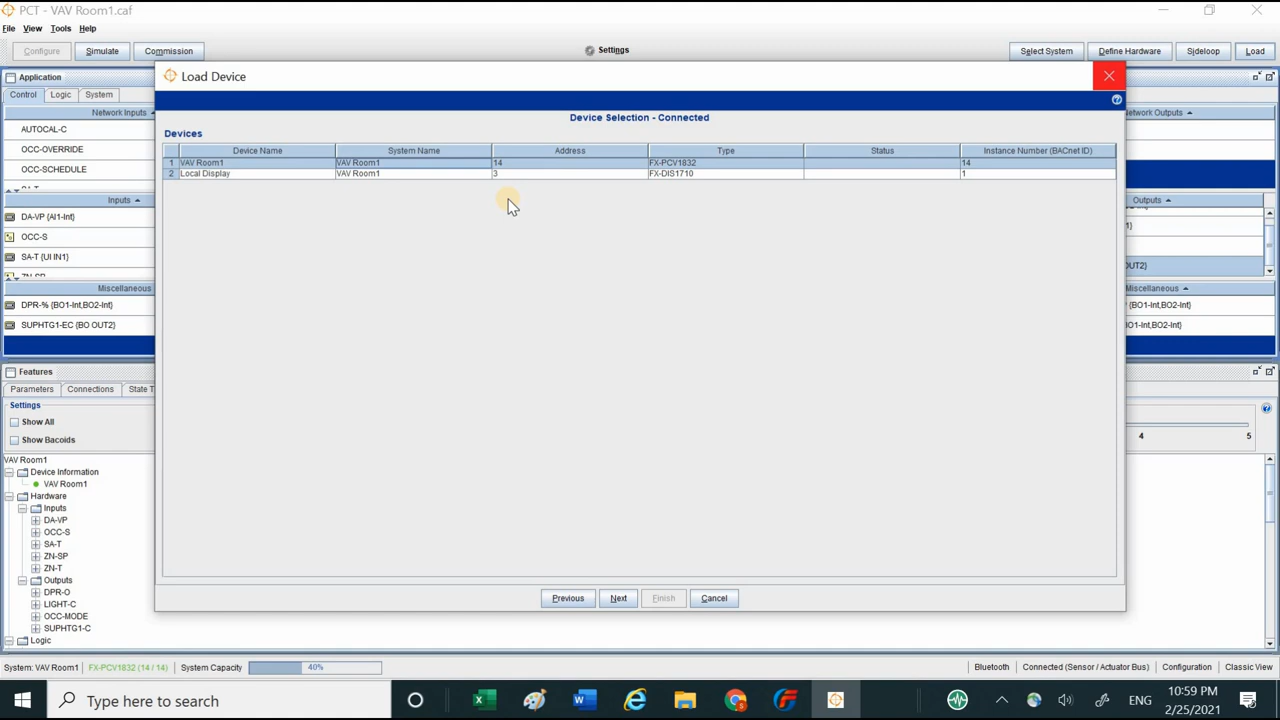 PCT - VAV Room1.caf
File View Tools Help
Configure Simulate Commission Settings Select System Define Hardware Sideloop Load
Application
Control Logic System
Network Inputs
AUTOCAL-C
OCC-OVERRIDE
OCC-SCHEDULE
Inputs
DA-VP {AI1-Int}
OCC-S
SA-T {UI IN1}
Miscellaneous
DPR-% {BO1-Int,BO2-Int}
SUPHTG1-EC {BO OUT2}
Load Device
Device Selection - Connected
Devices
Device Name System Name Address Type Status Instance Number (BACnet ID)
1 VAV Room1 VAV Room1 14 FX-PCV1832 14
2 Local Display VAV Room1 3 FX-DIS1710 1
Previous Next Finish Cancel
etwork Outputs
Outputs
OUT2}
Miscellaneous
{BO1-Int,BO2-Int}
O1-Int,BO2-Int}
Features
Parameters Connections State T
Settings
Show All
Show Bacoids
4 5
VAV Room1
Device Information
VAV Room1
Hardware
Inputs
DA-VP
OCC-S
SA-T
ZN-SP
ZN-T
Outputs
DPR-O
LIGHT-C
OCC-MODE
SUPHTG1-C
Logic
System: VAV Room1 FX-PCV1832 (14 / 14) System Capacity 40% Bluetooth Connected (Sensor / Actuator Bus) Configuration Classic View
Type here to search
ENG
10:59 PM
2/25/2021